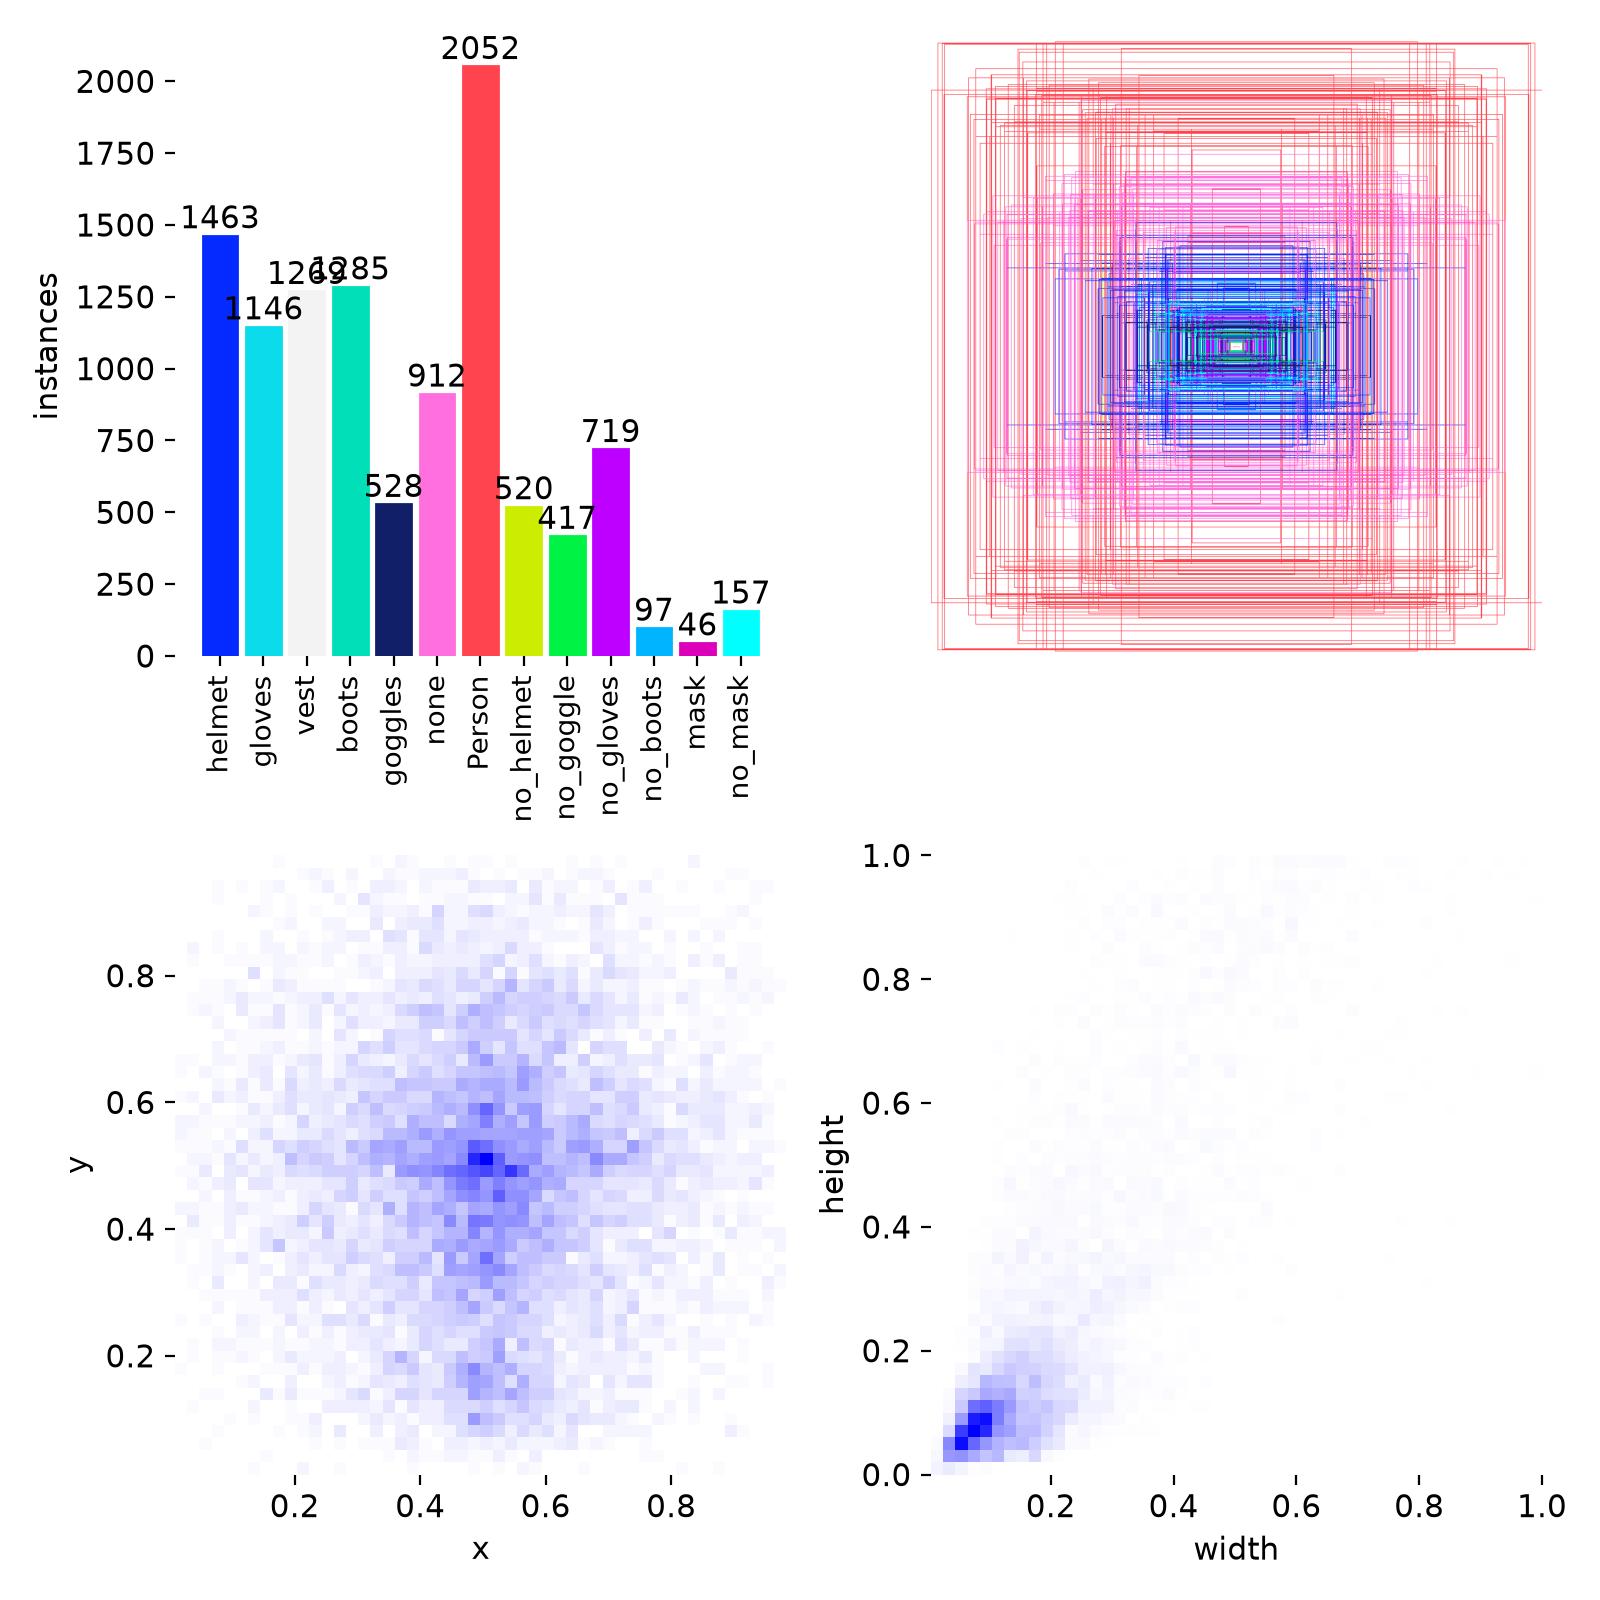 2052
2000
1750
1463
1500
1269
1285
1250
1146
1000
912
750
719
528
520
500
417
250
157
97
46
0
instances
helmet
gloves
vest
boots
goggles
none
Person
no_helmet
no_goggle
no_gloves
no_boots
mask
no_mask
0.8
0.6
0.4
0.2
y
0.2 0.4 0.6 0.8
x
1.0
0.8
0.6
0.4
0.2
0.0
height
0.2 0.4 0.6 0.8 1.0
width